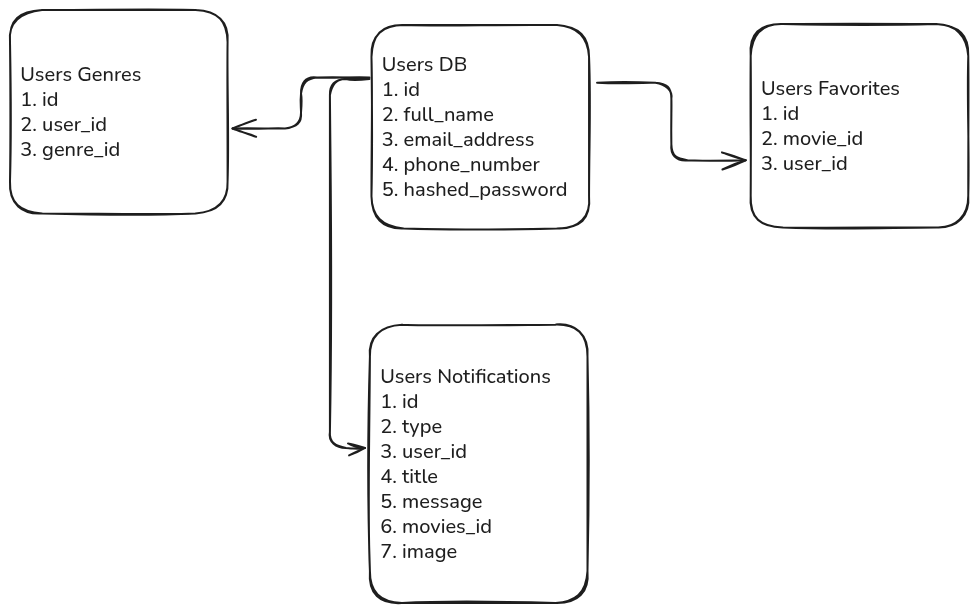 Users Genres
1. id
2. user_id
3. genre_id
Users DB
1. id
2. full_name
3. email_address
4. phone_number
5. hashed_password
Users Favorites
1. id
2. movie_id
3. user_id
Users Notifications
1. id
2. type
3. user_id
4. title
5. message
6. movies_id
7. image